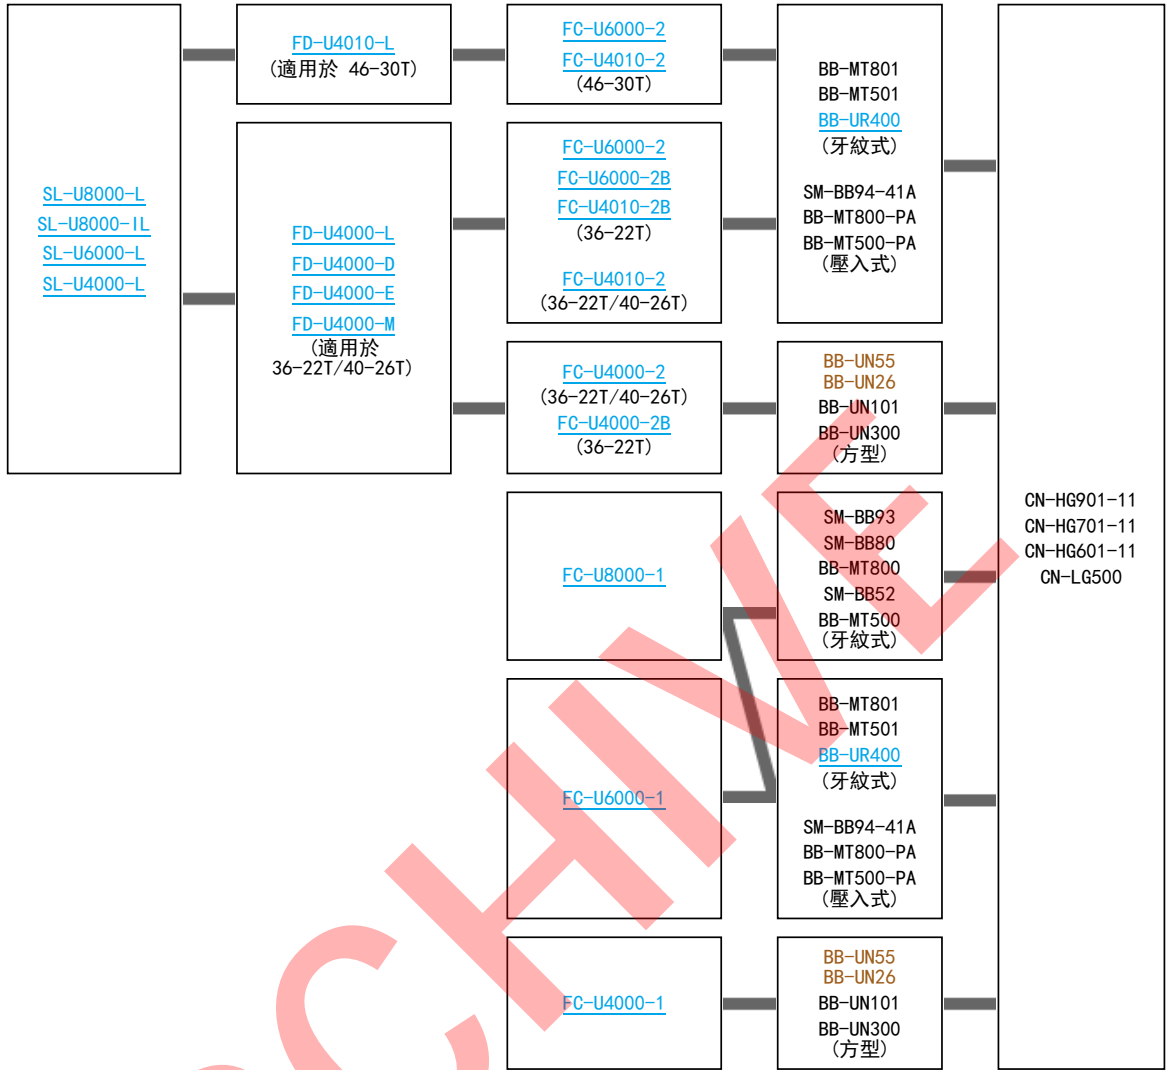 SL-U8000-L
SL-U8000-IL
SL-U6000-L
SL-U4000-L
FD-U4010-L
(適用於 46-30T)
FD-U4000-L
FD-U4000-D
FD-U4000-E
FD-U4000-M
(適用於
36-22T/40-26T)
FC-U6000-2
FC-U4010-2
(46-30T)
FC-U6000-2
FC-U6000-2B
FC-U4010-2B
(36-22T)
FC-U4010-2
(36-22T/40-26T)
FC-U4000-2
(36-22T/40-26T)
FC-U4000-2B
(36-22T)
FC-U8000-1
FC-U6000-1
FC-U4000-1
BB-MT801
BB-MT501
BB-UR400
(牙紋式)
SM-BB94-41A
BB-MT800-PA
BB-MT500-PA
(壓入式)
BB-UN55
BB-UN26
BB-UN101
BB-UN300
(方型)
SM-BB93
SM-BB80
BB-MT800
SM-BB52
BB-MT500
(牙紋式)
BB-MT801
BB-MT501
BB-UR400
(牙紋式)
SM-BB94-41A
BB-MT800-PA
BB-MT500-PA
(壓入式)
BB-UN55
BB-UN26
BB-UN101
BB-UN300
(方型)
CN-HG901-11
CN-HG701-11
CN-HG601-11
CN-LG500
CHIVE